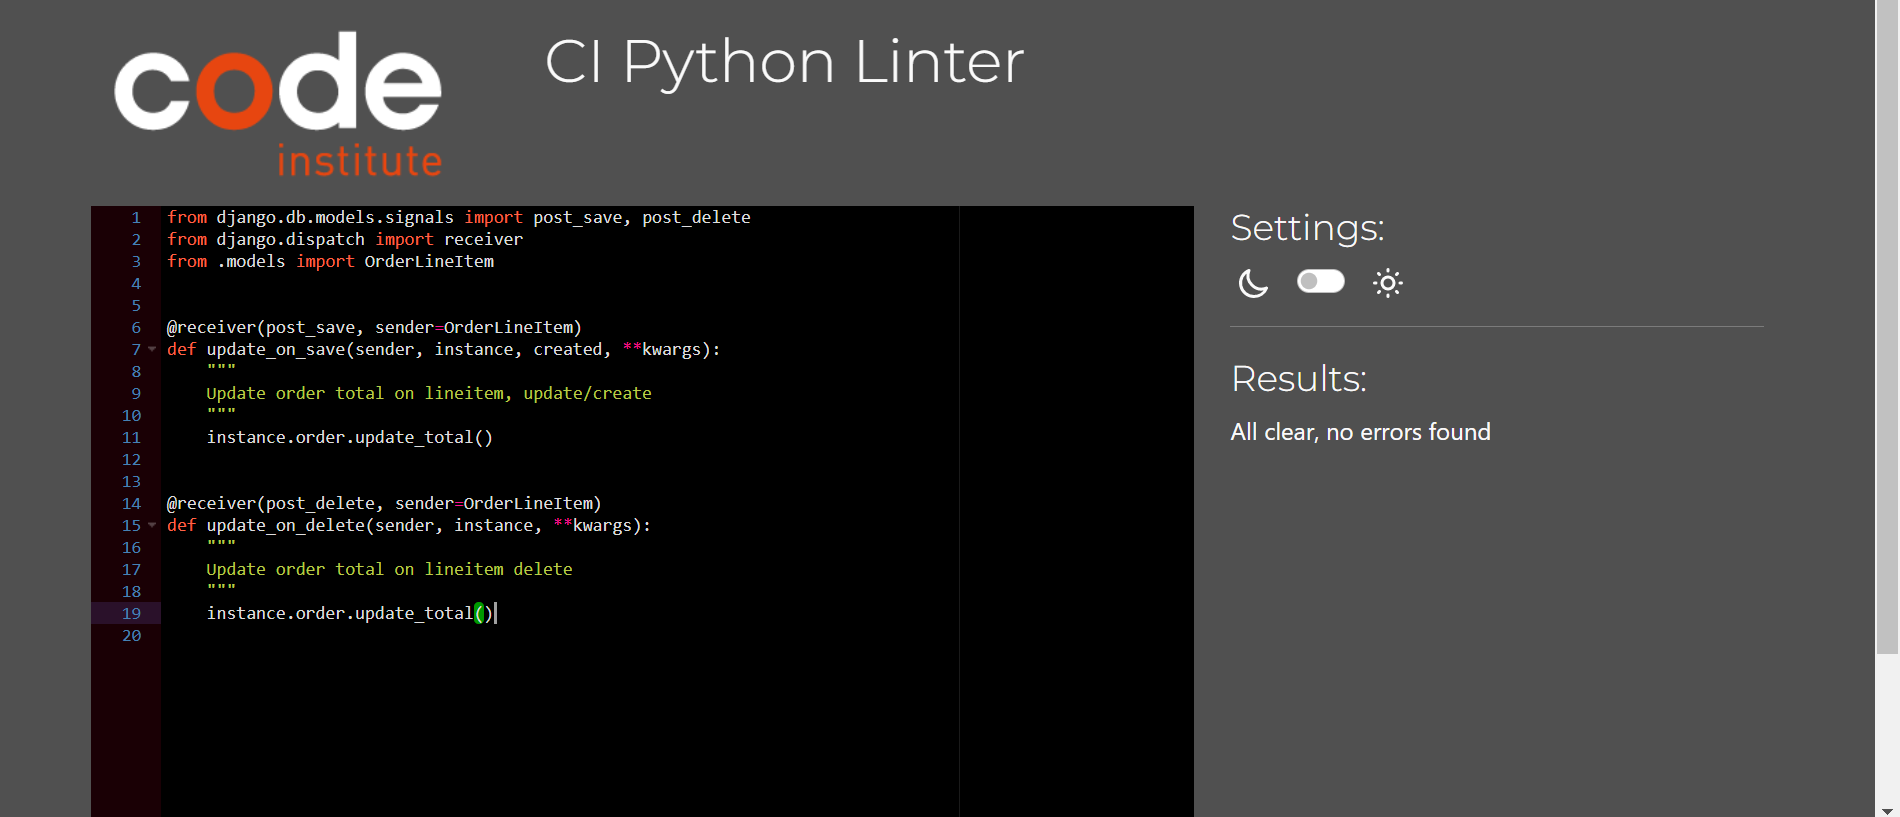 code
institute
CI Python Linter
1 from django.db.models.signals import post_save, post_delete
2 from django.dispatch import receiver
3 from .models import OrderLineItem
4
5
6 @receiver(post_save, sender=OrderLineItem)
7 def update_on_save(sender, instance, created, **kwargs):
8     """
9     Update order total on lineitem, update/create
10     """
11     instance.order.update_total()
12
13
14 @receiver(post_delete, sender=OrderLineItem)
15 def update_on_delete(sender, instance, **kwargs):
16     """
17     Update order total on lineitem delete
18     """
19     instance.order.update_total()
20
Settings:
Results:
All clear, no errors found